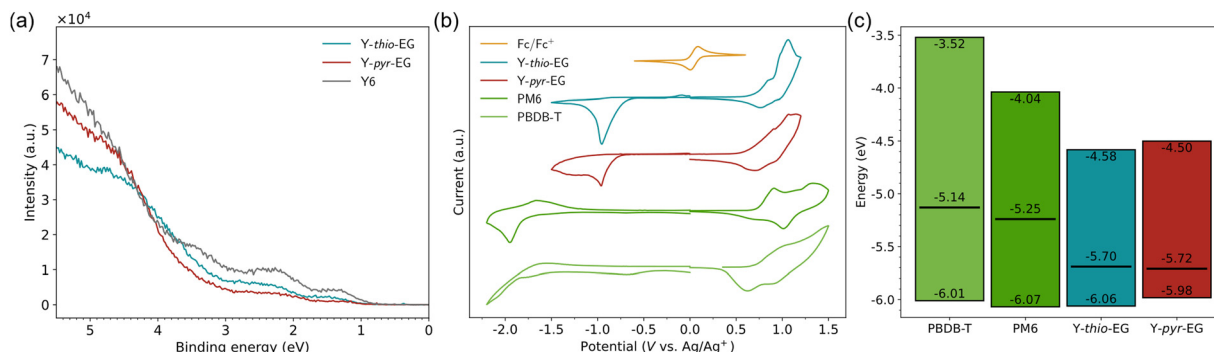 (a)
×10⁴
7
6
5
4
3
2
1
0
Intensity (a.u.)
5
4
3
2
1
0
Binding energy (eV)
Y-thio-EG
Y-pyr-EG
Y6
(b)
Current (a.u.)
Fc/Fc⁺
Y-thio-EG
Y-pyr-EG
PM6
PBDB-T
-2.0
-1.5
-1.0
-0.5
0.0
0.5
1.0
1.5
Potential (V vs. Ag/Ag⁺)
(c)
Energy (eV)
-3.5
-4.0
-4.5
-5.0
-5.5
-6.0
-3.52
-5.14
-6.01
-4.04
-5.25
-6.07
-4.58
-5.70
-6.06
-4.50
-5.72
-5.98
PBDB-T
PM6
Y-thio-EG
Y-pyr-EG